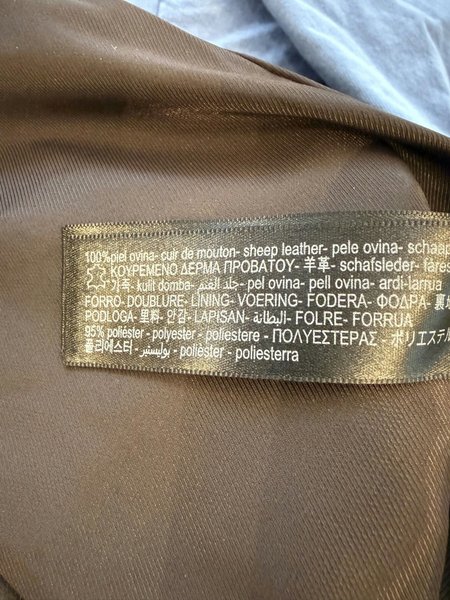 100%piel ovina- cuir de mouton- sheep leather- pele ovina- schaap
ΚΟΥΡΕΜΕΝΟ ΔΕΡΜΑ ΠΡΟΒΑΤΟΥ- 羊革- schafsleder- fåres
가죽- kulit domba- جلد الغنم- pel ovina- pell ovina- ardi-larrua
FORRO-DOUBLURE-LINING-VOERING-FODERA-ΦΟΔΡΑ-裏地
PODLOGA-里料-안감-LAPISAN-البطانة-FOLRE-FORRUA
95% poliéster-polyester-poliestere-ΠΟΛΥΕΣΤΕΡΑΣ-ポリエステル
폴리에스터-بوليستر-poliéster-poliesterra